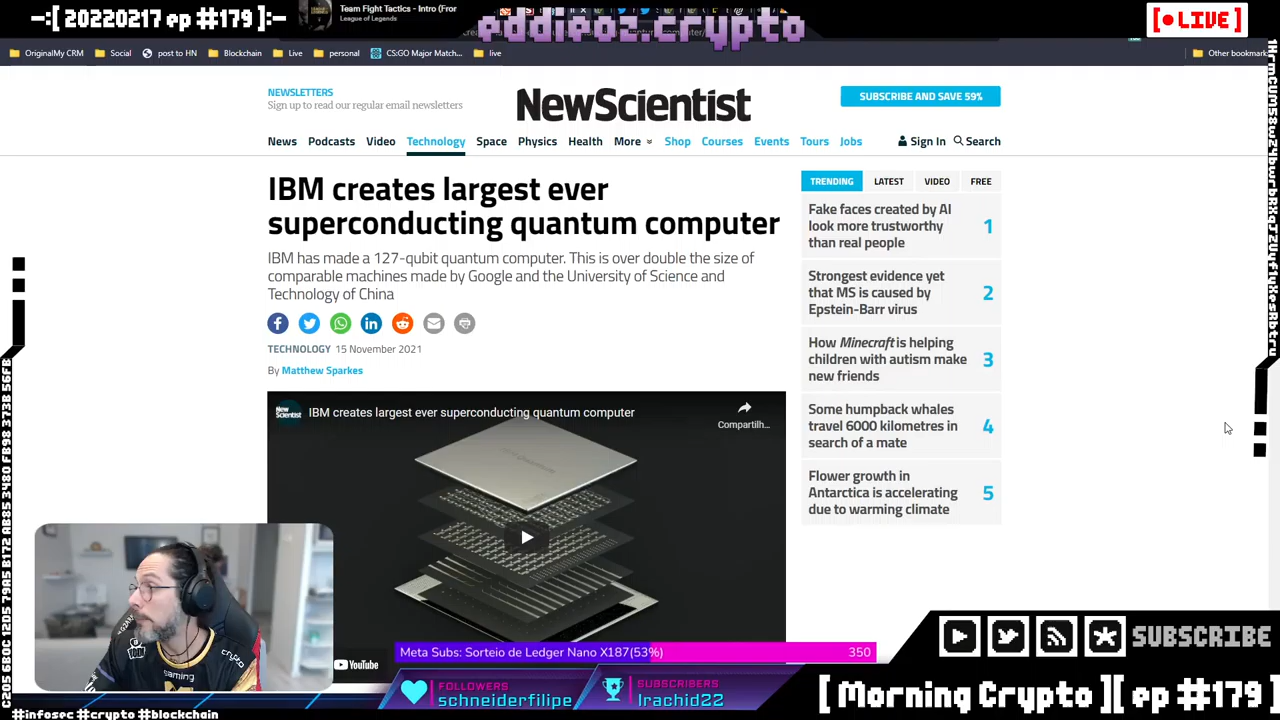 -:[ 20220217 ep #179 ]:-
Team Fight Tactics - Intro (Fror
League of Legends
eddieoz.crypto
[● LIVE ]
OriginalMy CRM
Social
post to HN
Blockchain
Live
personal
CS:GO Major Match...
live
Other bookmark
NEWSLETTERS
Sign up to read our regular email newsletters
NewScientist
SUBSCRIBE AND SAVE 59%
News Podcasts Video Technology Space Physics Health More Shop Courses Events Tours Jobs Sign In Search
IBM creates largest ever
superconducting quantum computer
IBM has made a 127-qubit quantum computer. This is over double the size of
comparable machines made by Google and the University of Science and
Technology of China
TECHNOLOGY 15 November 2021
By Matthew Sparkes
New Scientist
IBM creates largest ever superconducting quantum computer
Compartilh...
YouTube
TRENDING LATEST VIDEO FREE
Fake faces created by AI
look more trustworthy
than real people
1
Strongest evidence yet
that MS is caused by
Epstein-Barr virus
2
How Minecraft is helping
children with autism make
new friends
3
Some humpback whales
travel 6000 kilometres in
search of a mate
4
Flower growth in
Antarctica is accelerating
due to warming climate
5
Meta Subs: Sorteio de Ledger Nano X187(53%) 350
FOLLOWERS
schneiderfilipe
SUBSCRIBERS
lrachid22
SUBSCRIBE
[ Morning Crypto ][ ep #179 ]
#infosec #crypto #blockchain